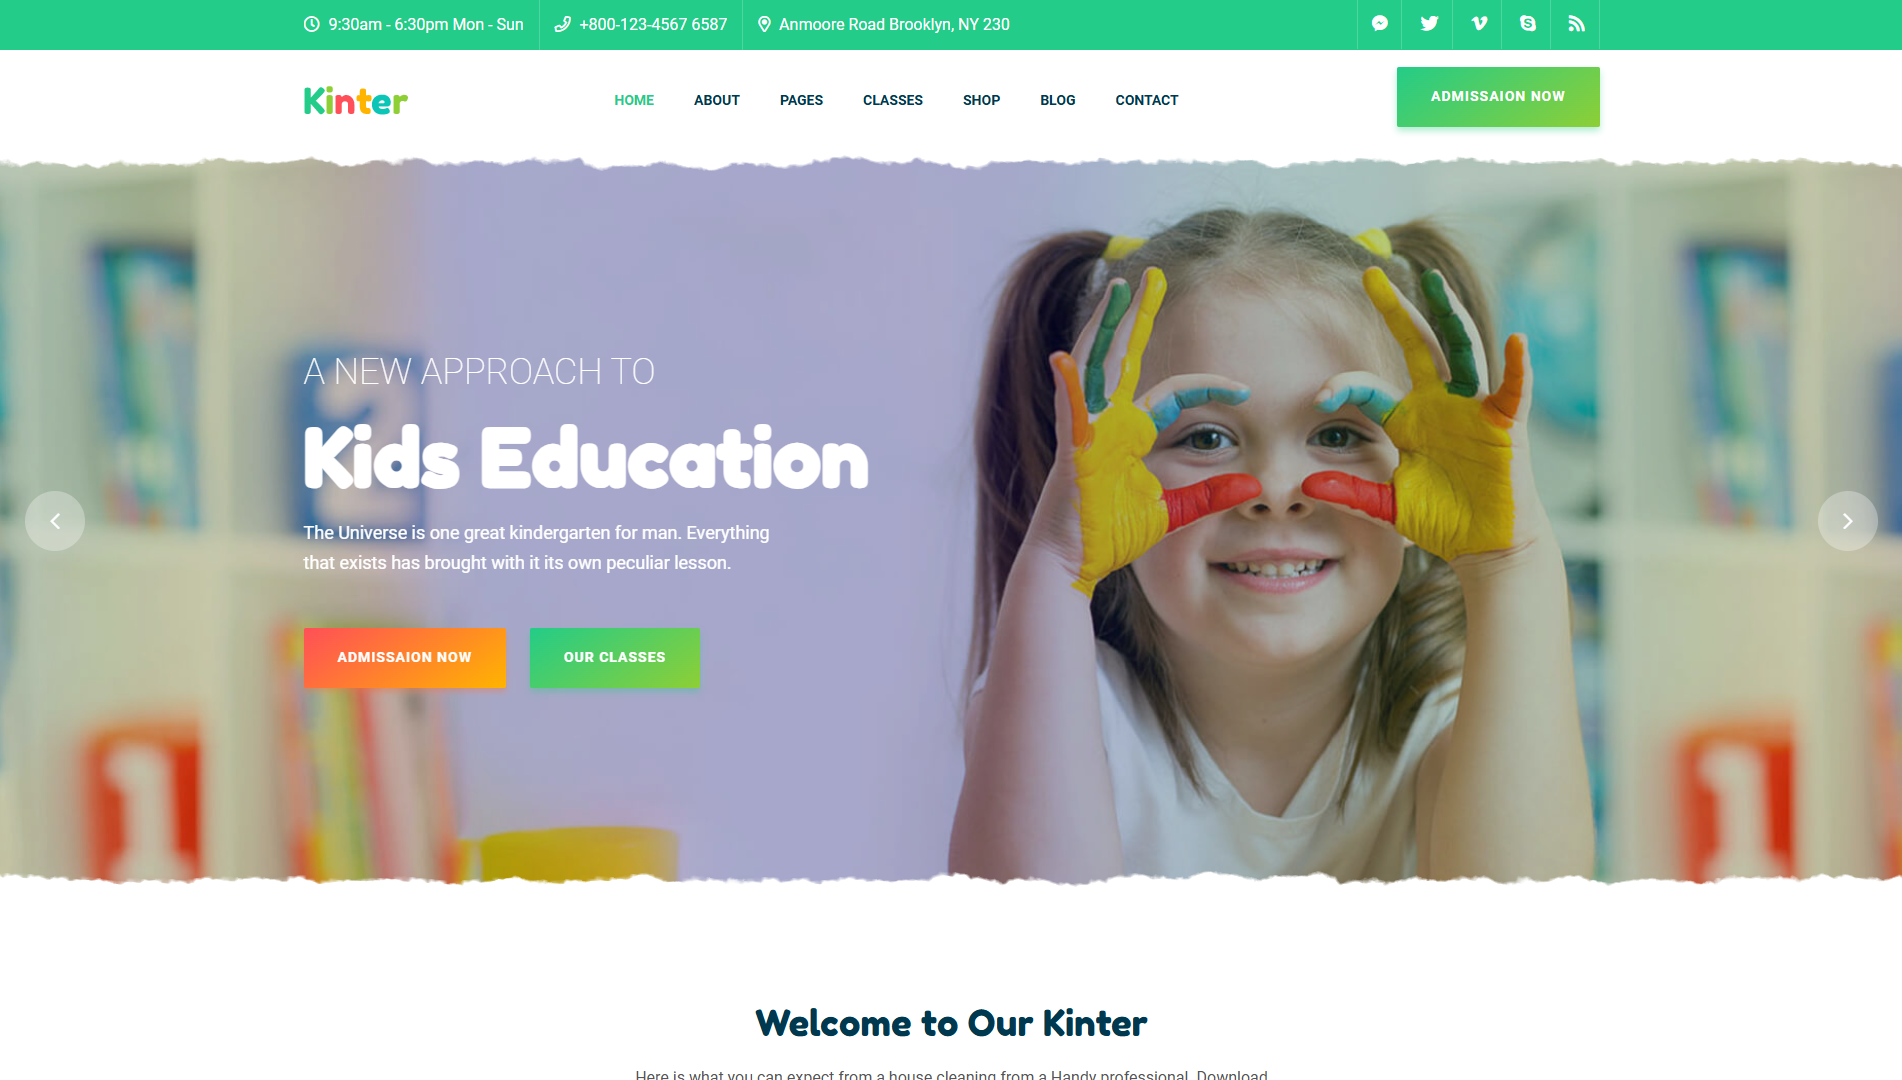 9:30am - 6:30pm Mon - Sun
+800-123-4567 6587
Anmoore Road Brooklyn, NY 230
Kinter
HOME
ABOUT
PAGES
CLASSES
SHOP
BLOG
CONTACT
ADMISSAION NOW
A NEW APPROACH TO
Kids Education
The Universe is one great kindergarten for man. Everything
that exists has brought with it its own peculiar lesson.
ADMISSAION NOW
OUR CLASSES
Welcome to Our Kinter
Here is what you can expect from a house cleaning from a Handy professional. Download